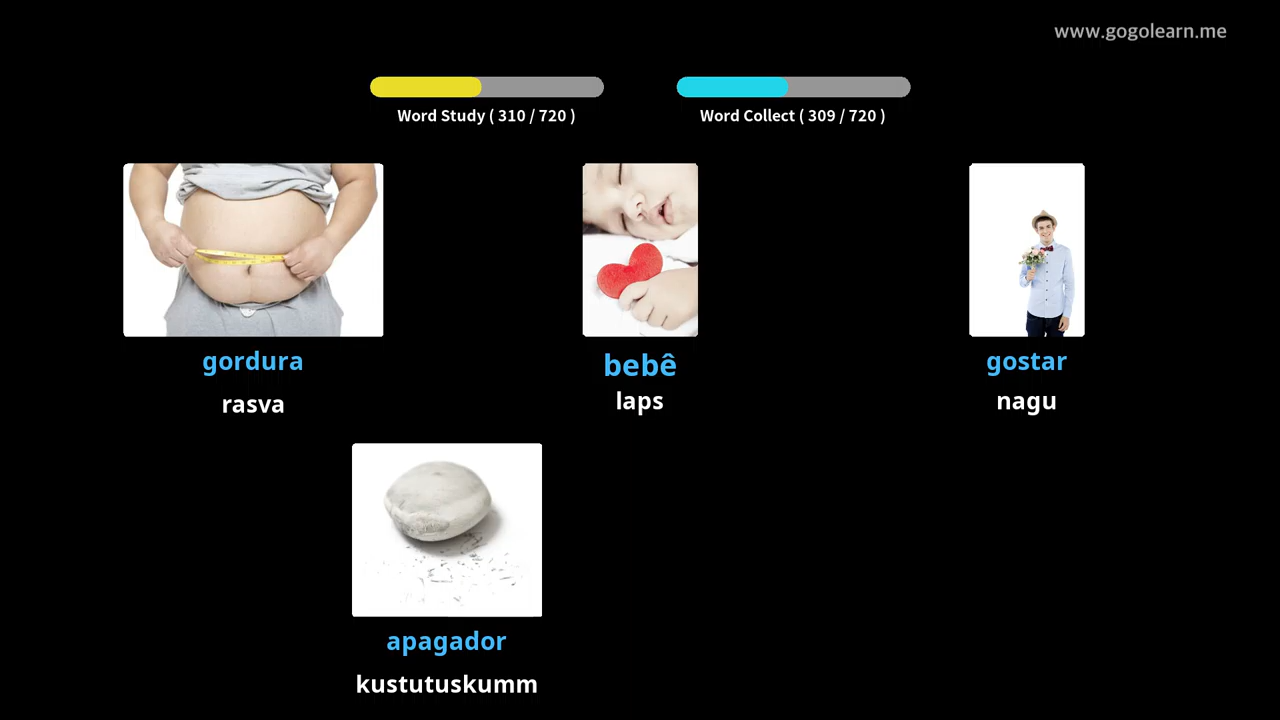 www.gogolearn.me
Word Study ( 310 / 720 )
Word Collect ( 309 / 720 )
gordura
rasva
bebê
laps
gostar
nagu
apagador
kustutuskumm